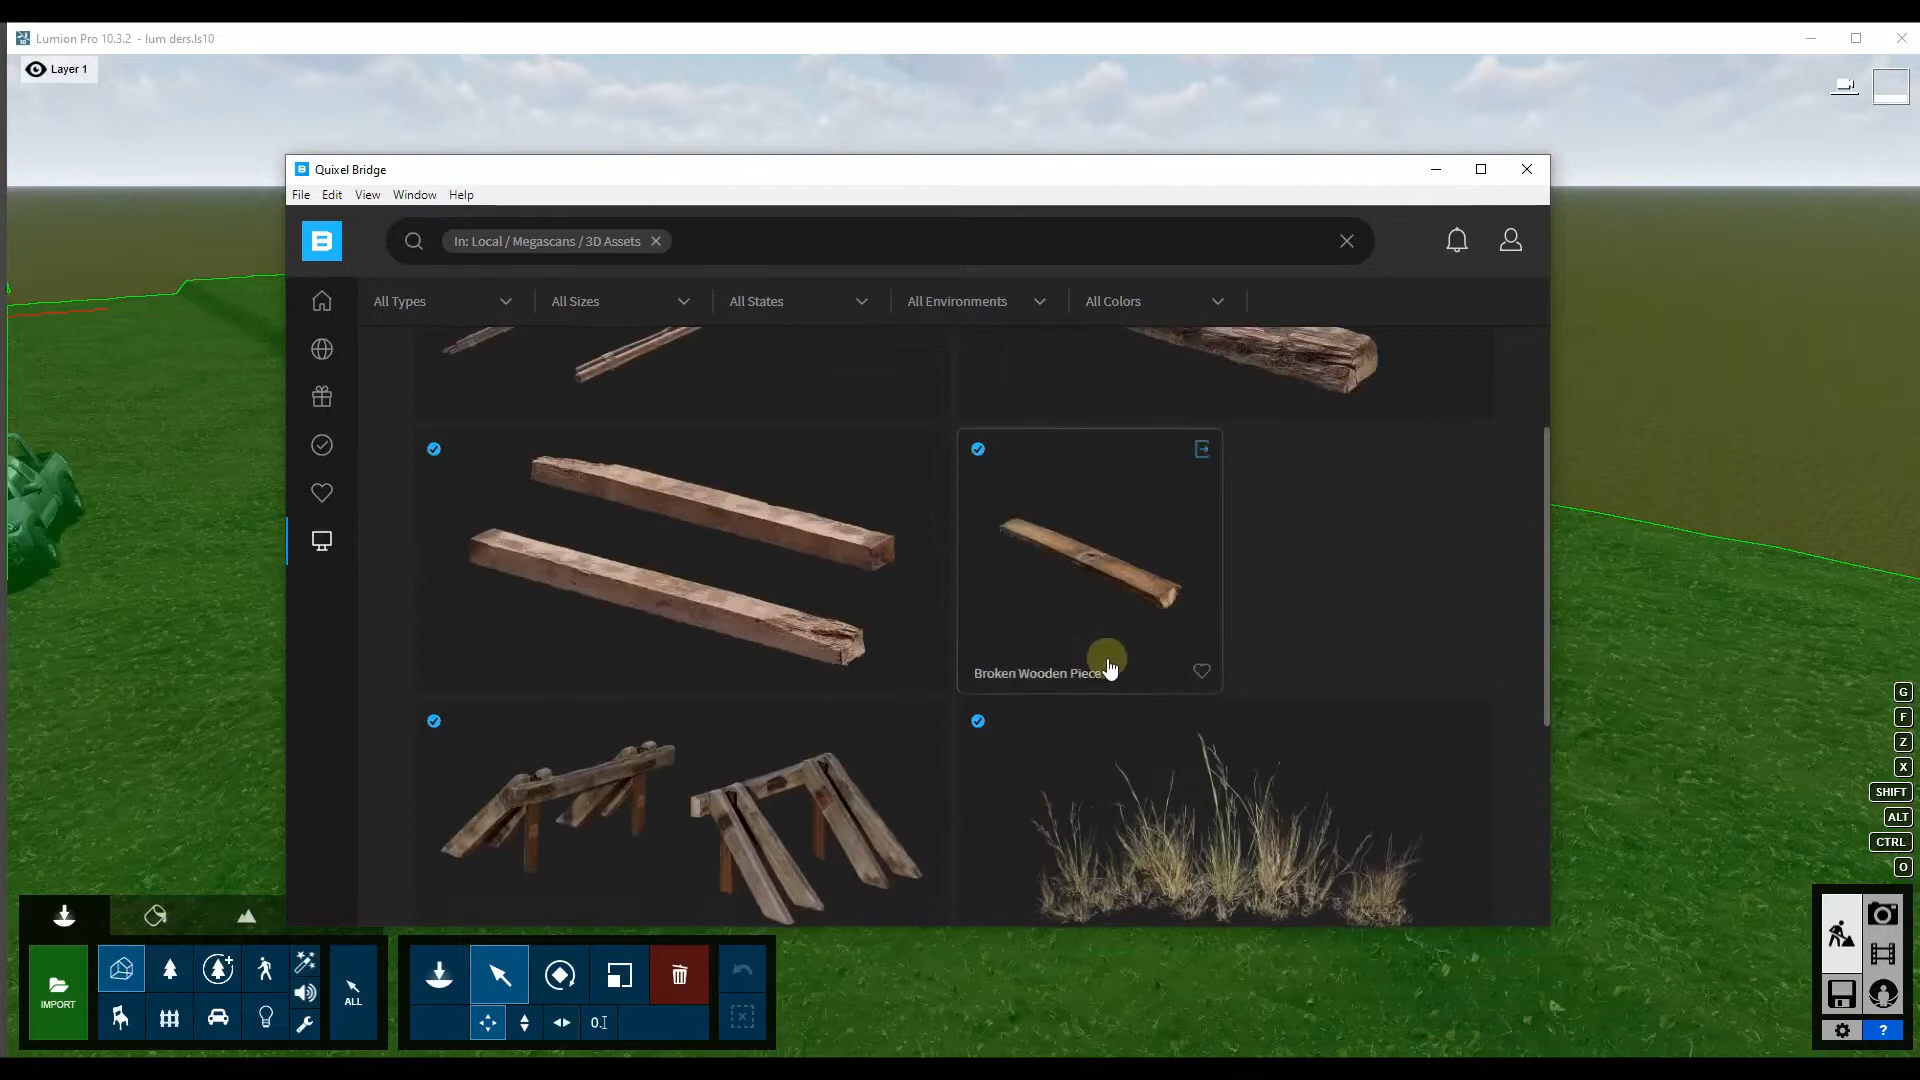 Lumion Pro 10.3.2 - lum ders.ls10
Layer 1
Quixel Bridge
File Edit View Window Help
In: Local / Megascans / 3D Assets
All Types
All Sizes
All States
All Environments
All Colors
Broken Wooden Piece
G
F
Z
X
SHIFT
ALT
CTRL
O
IMPORT
ALL
?